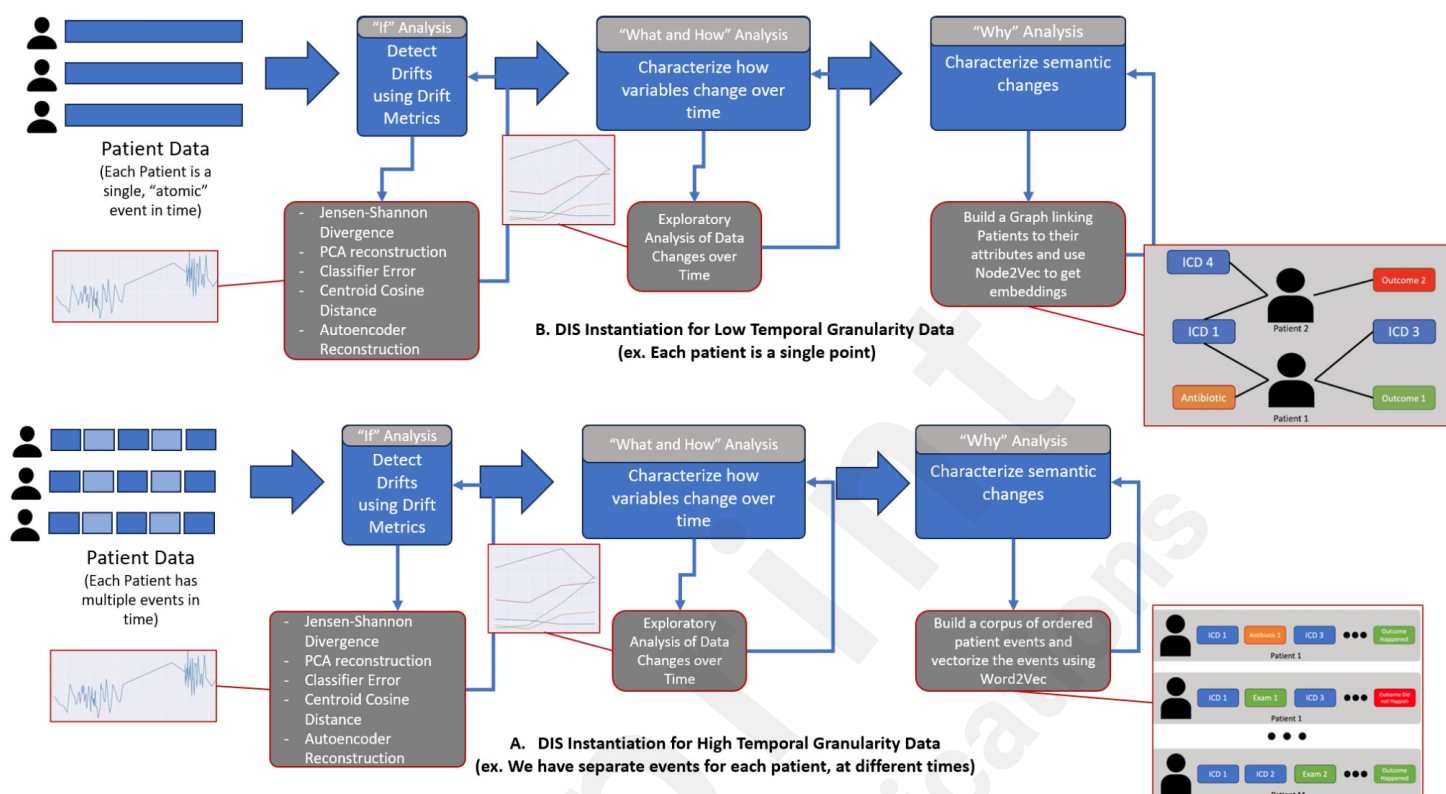 "If" Analysis
Detect
Drifts
using Drift
Metrics
"What and How" Analysis
Characterize how
variables change over
time
"Why" Analysis
Characterize semantic
changes
Patient Data
(Each Patient is a
single, "atomic"
event in time)
- Jensen-Shannon
Divergence
- PCA reconstruction
- Classifier Error
- Centroid Cosine
Distance
- Autoencoder
Reconstruction
Exploratory
Analysis of Data
Changes over
Time
Build a Graph linking
Patients to their
attributes and use
Node2Vec to get
embeddings
ICD 4
Outcome 2
Patient 2
ICD 1
ICD 3
Antibiotic
Outcome 1
Patient 1
B. DIS Instantiation for Low Temporal Granularity Data
(ex. Each patient is a single point)
"If" Analysis
Detect
Drifts
using Drift
Metrics
"What and How" Analysis
Characterize how
variables change over
time
"Why" Analysis
Characterize semantic
changes
Patient Data
(Each Patient has
multiple events in
time)
- Jensen-Shannon
Divergence
- PCA reconstruction
- Classifier Error
- Centroid Cosine
Distance
- Autoencoder
Reconstruction
Exploratory
Analysis of Data
Changes over
Time
Build a corpus of ordered
patient events and
vectorize the events using
Word2Vec
ICD 1 Antibiotic 2 ICD 3 ●●● Outcome
Happened
Patient 1
ICD 1 Exam 1 ICD 3 ●●● Outcome Did
not Happen
Patient 1
●●●
ICD 1 ICD 2 Exam 2 ●●● Outcome
Happened
A. DIS Instantiation for High Temporal Granularity Data
(ex. We have separate events for each patient, at different times)